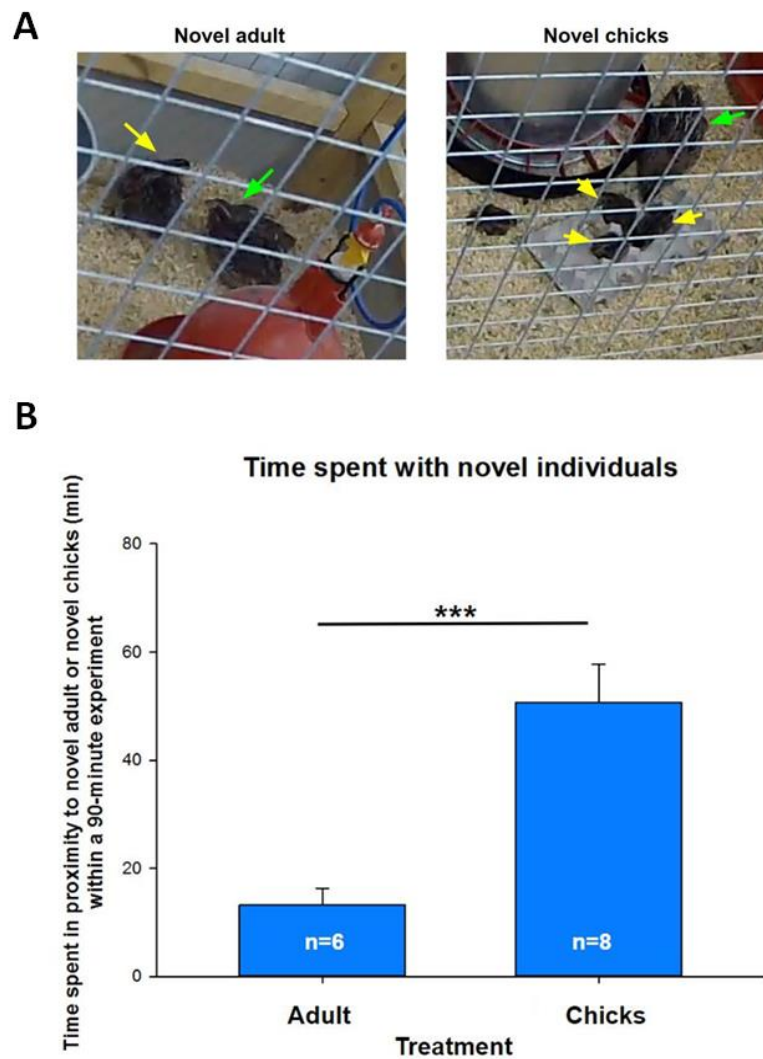 A
Novel adult
Novel chicks
B
Time spent with novel individuals
Time spent in proximity to novel adult or novel chicks (min)
within a 90-minute experiment
80
60
40
20
0
***
n=6
n=8
Adult
Chicks
Treatment